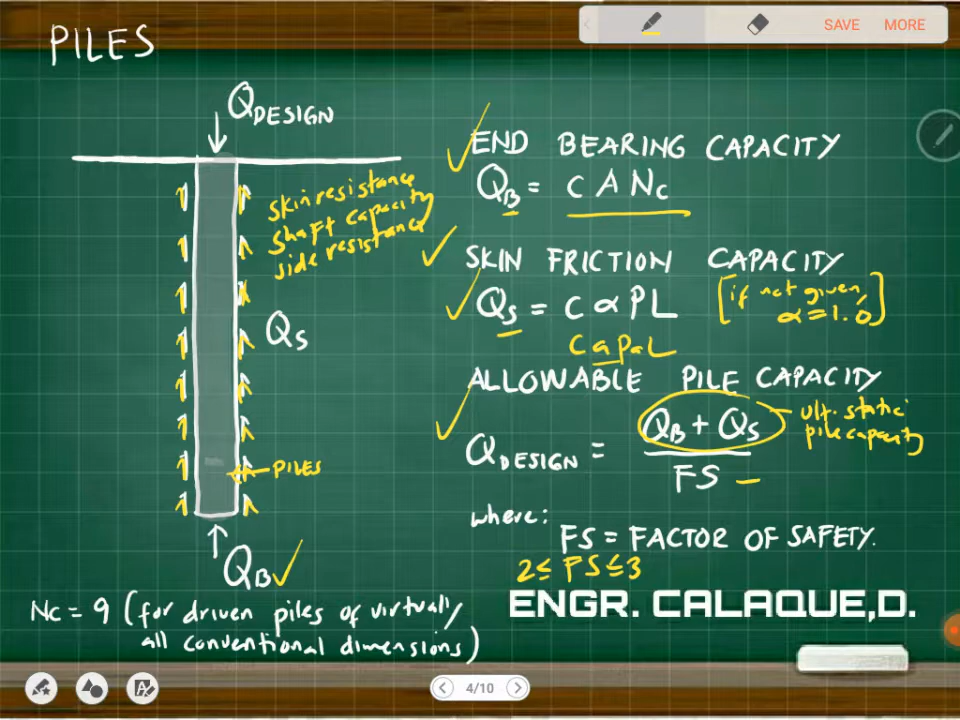 SAVE
MORE
PILES
QDESIGN
skin resistance
shaft capacity
side resistance
QS
PILES
QB
Nc = 9 (for driven piles of virtually
all conventional dimensions)
END BEARING CAPACITY
QB = C A Nc
SKIN FRICTION CAPACITY
QS = C α P L
[if not given,
α = 1.0]
CapaL
ALLOWABLE PILE CAPACITY
QDESIGN = QB + QS / FS
ult. static
pile capacity
where:
FS = FACTOR OF SAFETY.
2 ≤ FS ≤ 3
ENGR. CALAQUE,D.
4/10